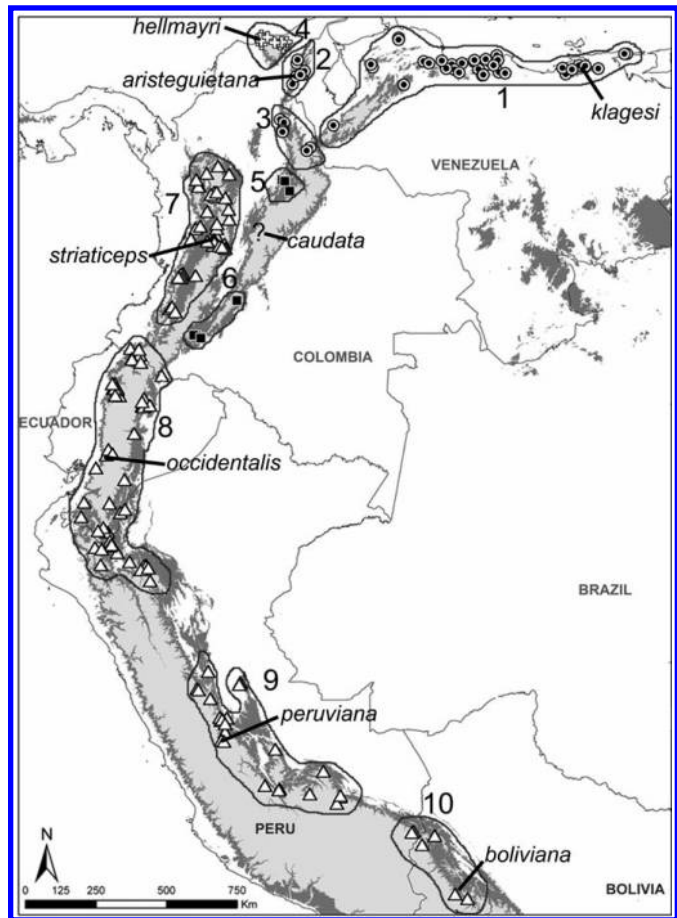 hellmayri
4
2
aristeguietana
1
klagesi
3
VENEZUELA
5
7
?
caudata
striaticeps
6
COLOMBIA
ECUADOR
8
occidentalis
BRAZIL
9
peruviana
10
PERU
boliviana
N
BOLIVIA
0 125 250 500 750
Km